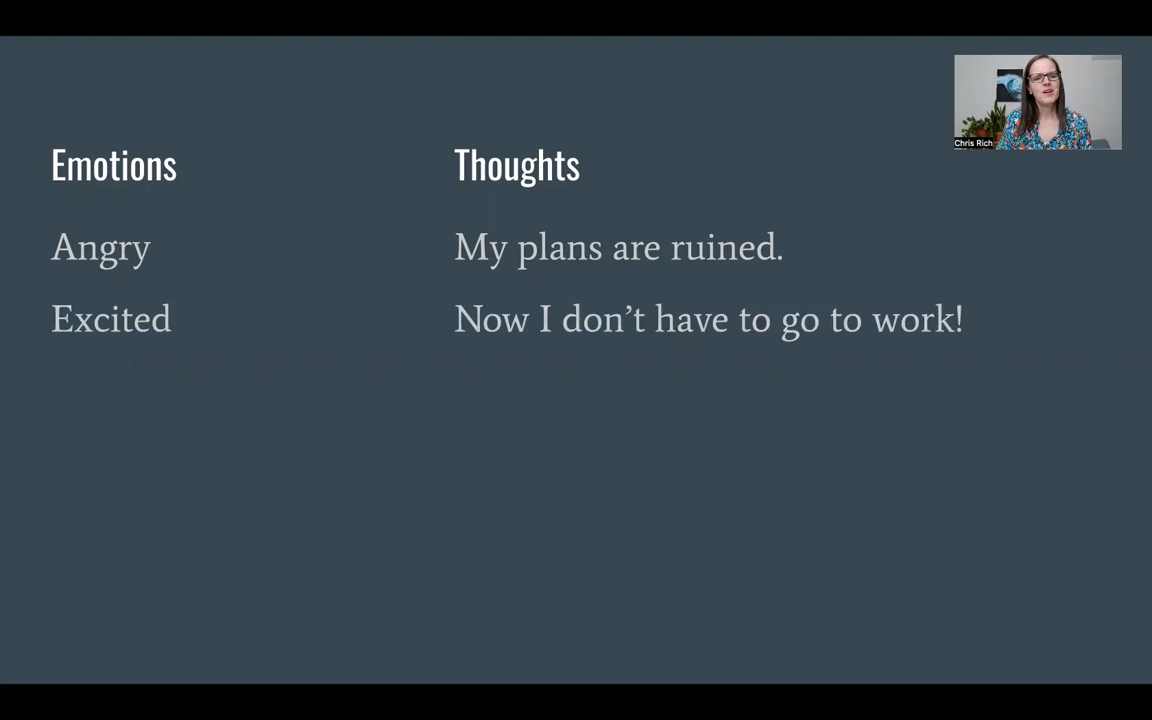 Chris Rich
Emotions Thoughts
Angry My plans are ruined.
Excited Now I don’t have to go to work!